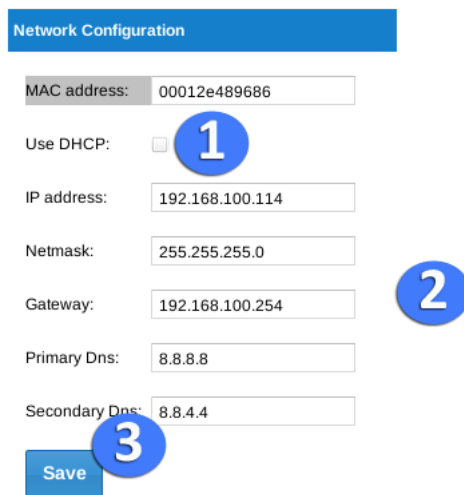 Network Configuration
MAC address: 00012e489686
Use DHCP: 1
IP address: 192.168.100.114
Netmask: 255.255.255.0
Gateway: 192.168.100.254
2
Primary Dns: 8.8.8.8
Secondary Dns: 8.8.4.4
3
Save